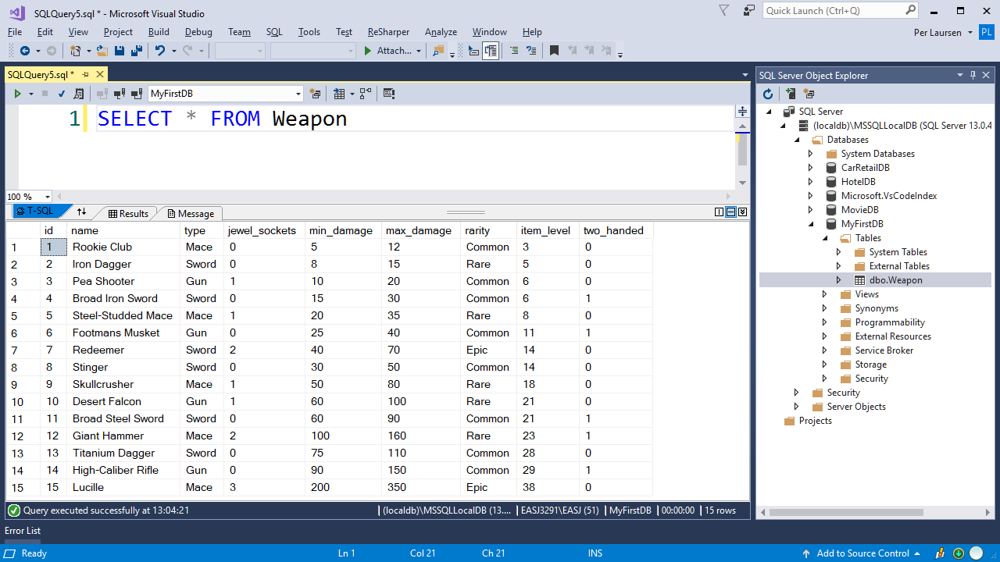 SQLQuery5.sql * - Microsoft Visual Studio
Quick Launch (Ctrl+Q)
File Edit View Project Build Debug Team SQL Tools Test ReSharper Analyze Window Help
Per Laursen PL
Attach...
SQLQuery5.sql *
MyFirstDB
1 SELECT * FROM Weapon
100 %
T-SQL Results Message
id name type jewel_sockets min_damage max_damage rarity item_level two_handed
1 1 Rookie Club Mace 0 5 12 Common 3 0
2 2 Iron Dagger Sword 0 8 15 Rare 5 0
3 3 Pea Shooter Gun 1 10 20 Common 6 0
4 4 Broad Iron Sword Sword 0 15 30 Common 6 1
5 5 Steel-Studded Mace Mace 1 20 35 Rare 8 0
6 6 Footmans Musket Gun 0 25 40 Common 11 1
7 7 Redeemer Sword 2 40 70 Epic 14 0
8 8 Stinger Sword 0 30 50 Common 14 0
9 9 Skullcrusher Mace 1 50 80 Rare 18 0
10 10 Desert Falcon Gun 1 60 100 Rare 21 0
11 11 Broad Steel Sword Sword 0 60 90 Common 21 1
12 12 Giant Hammer Mace 2 100 160 Rare 23 1
13 13 Titanium Dagger Sword 0 75 110 Common 28 0
14 14 High-Caliber Rifle Gun 0 90 150 Common 29 1
15 15 Lucille Mace 3 200 350 Epic 38 0
Query executed successfully at 13:04:21 (localdb)\MSSQLLocalDB (13.... EASJ3291\EASJ (51) MyFirstDB 00:00:00 15 rows
SQL Server Object Explorer
SQL Server
(localdb)\MSSQLLocalDB (SQL Server 13.0.4
Databases
System Databases
CarRetailDB
HotelDB
Microsoft.VsCodeIndex
MovieDB
MyFirstDB
Tables
System Tables
External Tables
dbo.Weapon
Views
Synonyms
Programmability
External Resources
Service Broker
Storage
Security
Security
Server Objects
Projects
Error List
Ready Ln 1 Col 21 Ch 21 INS Add to Source Control